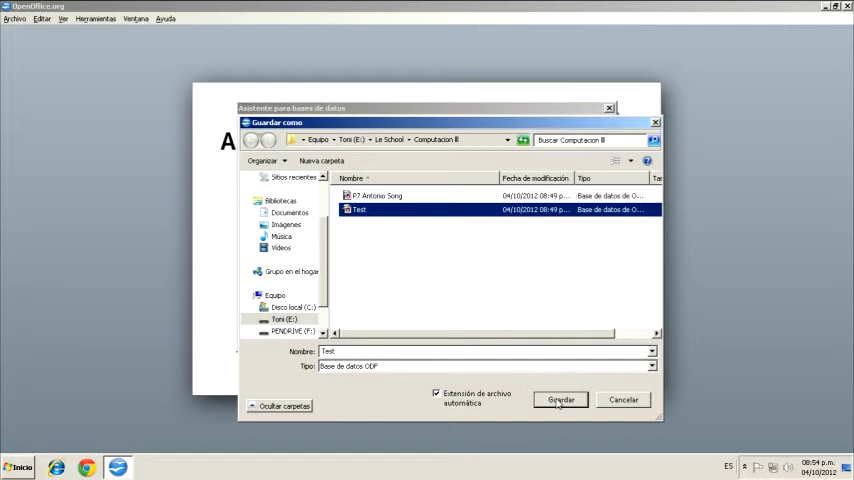 OpenOffice.org
Archivo Editar Ver Herramientas Ventana Ayuda
A
Asistente para bases de datos
Guardar como
Equipo Toni (E:) Le School Computacion III
Buscar Computacion III
Organizar Nueva carpeta
Sitios recientes
Bibliotecas
Documentos
Imágenes
Música
Vídeos
Grupo en el hogar
Equipo
Disco local (C:)
Toni (E:)
PENDRIVE (F:)
Nombre Fecha de modificación Tipo Ta
P7 Antonio Song 04/10/2012 08:49 p... Base de datos de O...
Test 04/10/2012 08:49 p... Base de datos de O...
Nombre: Test
Tipo: Base de datos ODF
Extensión de archivo
automática
Guardar Cancelar
Ocultar carpetas
Inicio
ES
08:54 p.m.
04/10/2012